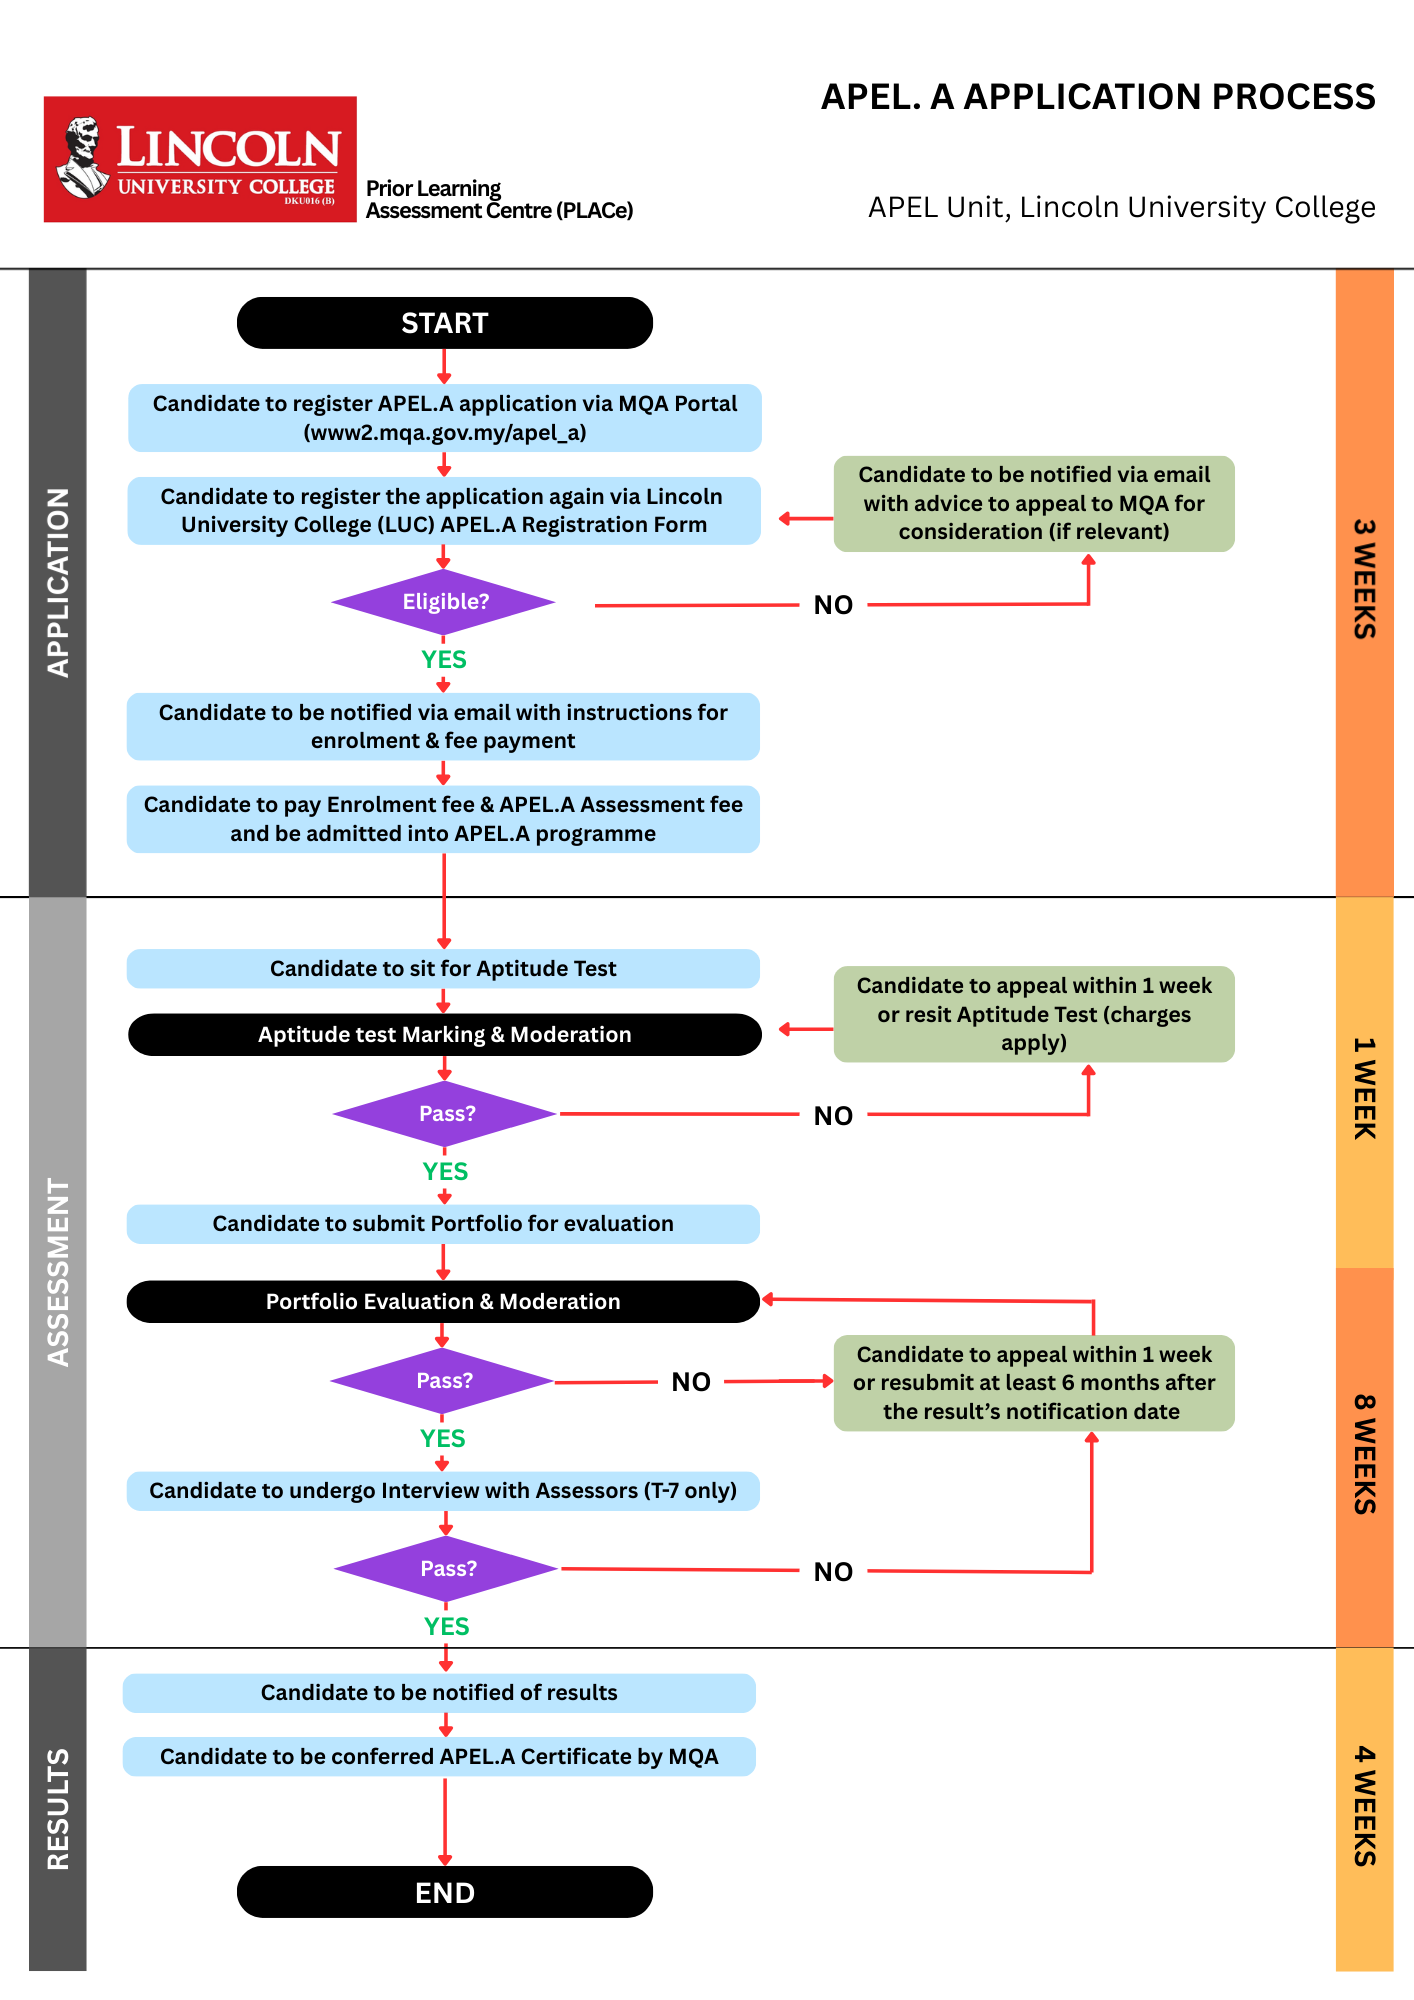 APEL. A APPLICATION PROCESS
LINCOLN
UNIVERSITY COLLEGE
DKU016 (B)
Prior Learning
Assessment Centre (PLACe)
APEL Unit, Lincoln University College
APPLICATION
3 WEEKS
START
Candidate to register APEL.A application via MQA Portal
(www2.mqa.gov.my/apel_a)
Candidate to register the application again via Lincoln
University College (LUC) APEL.A Registration Form
Candidate to be notified via email
with advice to appeal to MQA for
consideration (if relevant)
Eligible?
NO
YES
Candidate to be notified via email with instructions for
enrolment & fee payment
Candidate to pay Enrolment fee & APEL.A Assessment fee
and be admitted into APEL.A programme
ASSESSMENT
1 WEEK
Candidate to sit for Aptitude Test
Aptitude test Marking & Moderation
Candidate to appeal within 1 week
or resit Aptitude Test (charges
apply)
Pass?
NO
YES
Candidate to submit Portfolio for evaluation
8 WEEKS
Portfolio Evaluation & Moderation
Pass?
NO
Candidate to appeal within 1 week
or resubmit at least 6 months after
the result’s notification date
YES
Candidate to undergo Interview with Assessors (T-7 only)
Pass?
NO
YES
RESULTS
4 WEEKS
Candidate to be notified of results
Candidate to be conferred APEL.A Certificate by MQA
END